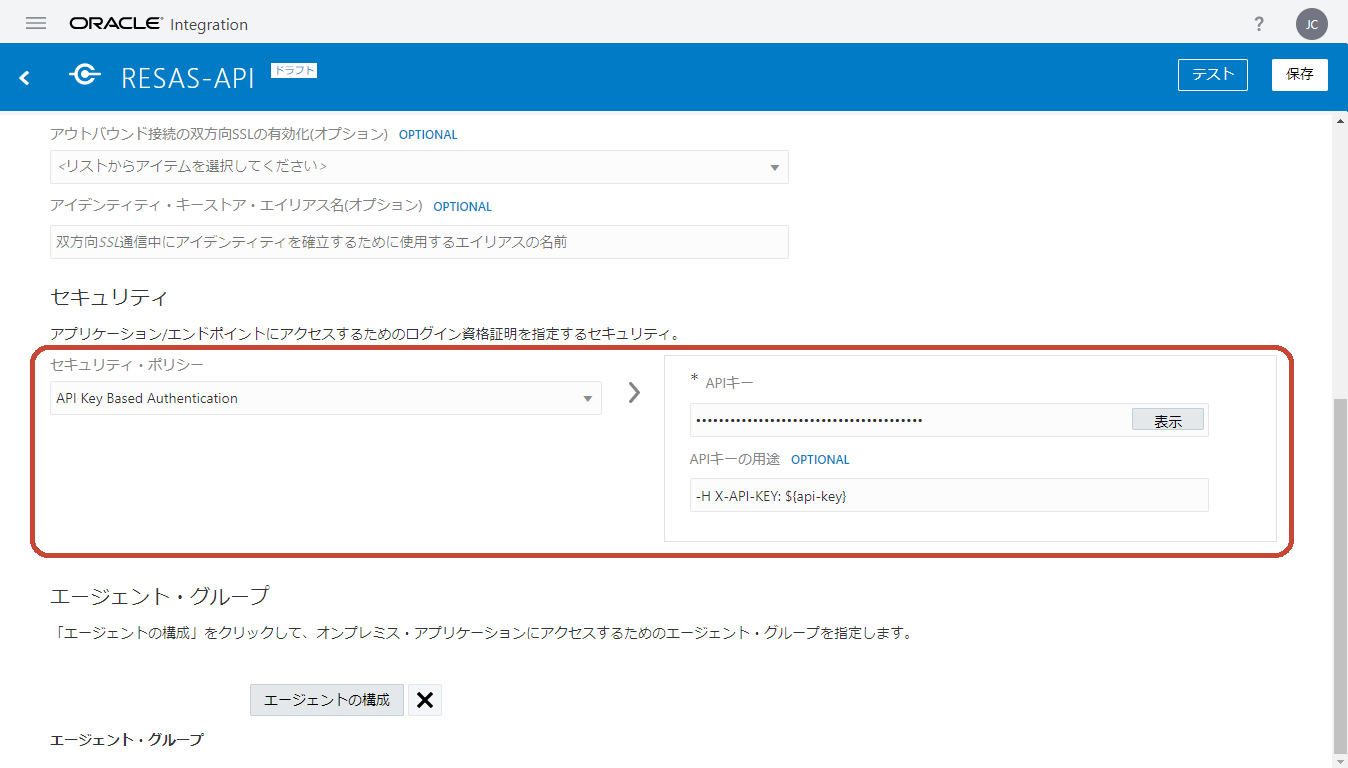 ORACLE Integration
?
JC
RESAS-API ドラフト
テスト
保存
アウトバウンド接続の双方向SSLの有効化(オプション) OPTIONAL
<リストからアイテムを選択してください>
アイデンティティ・キーストア・エイリアス名(オプション) OPTIONAL
双方向SSL通信中にアイデンティティを確立するために使用するエイリアスの名前
セキュリティ
アプリケーション/エンドポイントにアクセスするためのログイン資格証明を指定するセキュリティ。
セキュリティ・ポリシー
API Key Based Authentication
* APIキー
表示
APIキーの用途 OPTIONAL
-H X-API-KEY: ${api-key}
エージェント・グループ
「エージェントの構成」をクリックして、オンプレミス・アプリケーションにアクセスするためのエージェント・グループを指定します。
エージェントの構成
エージェント・グループ